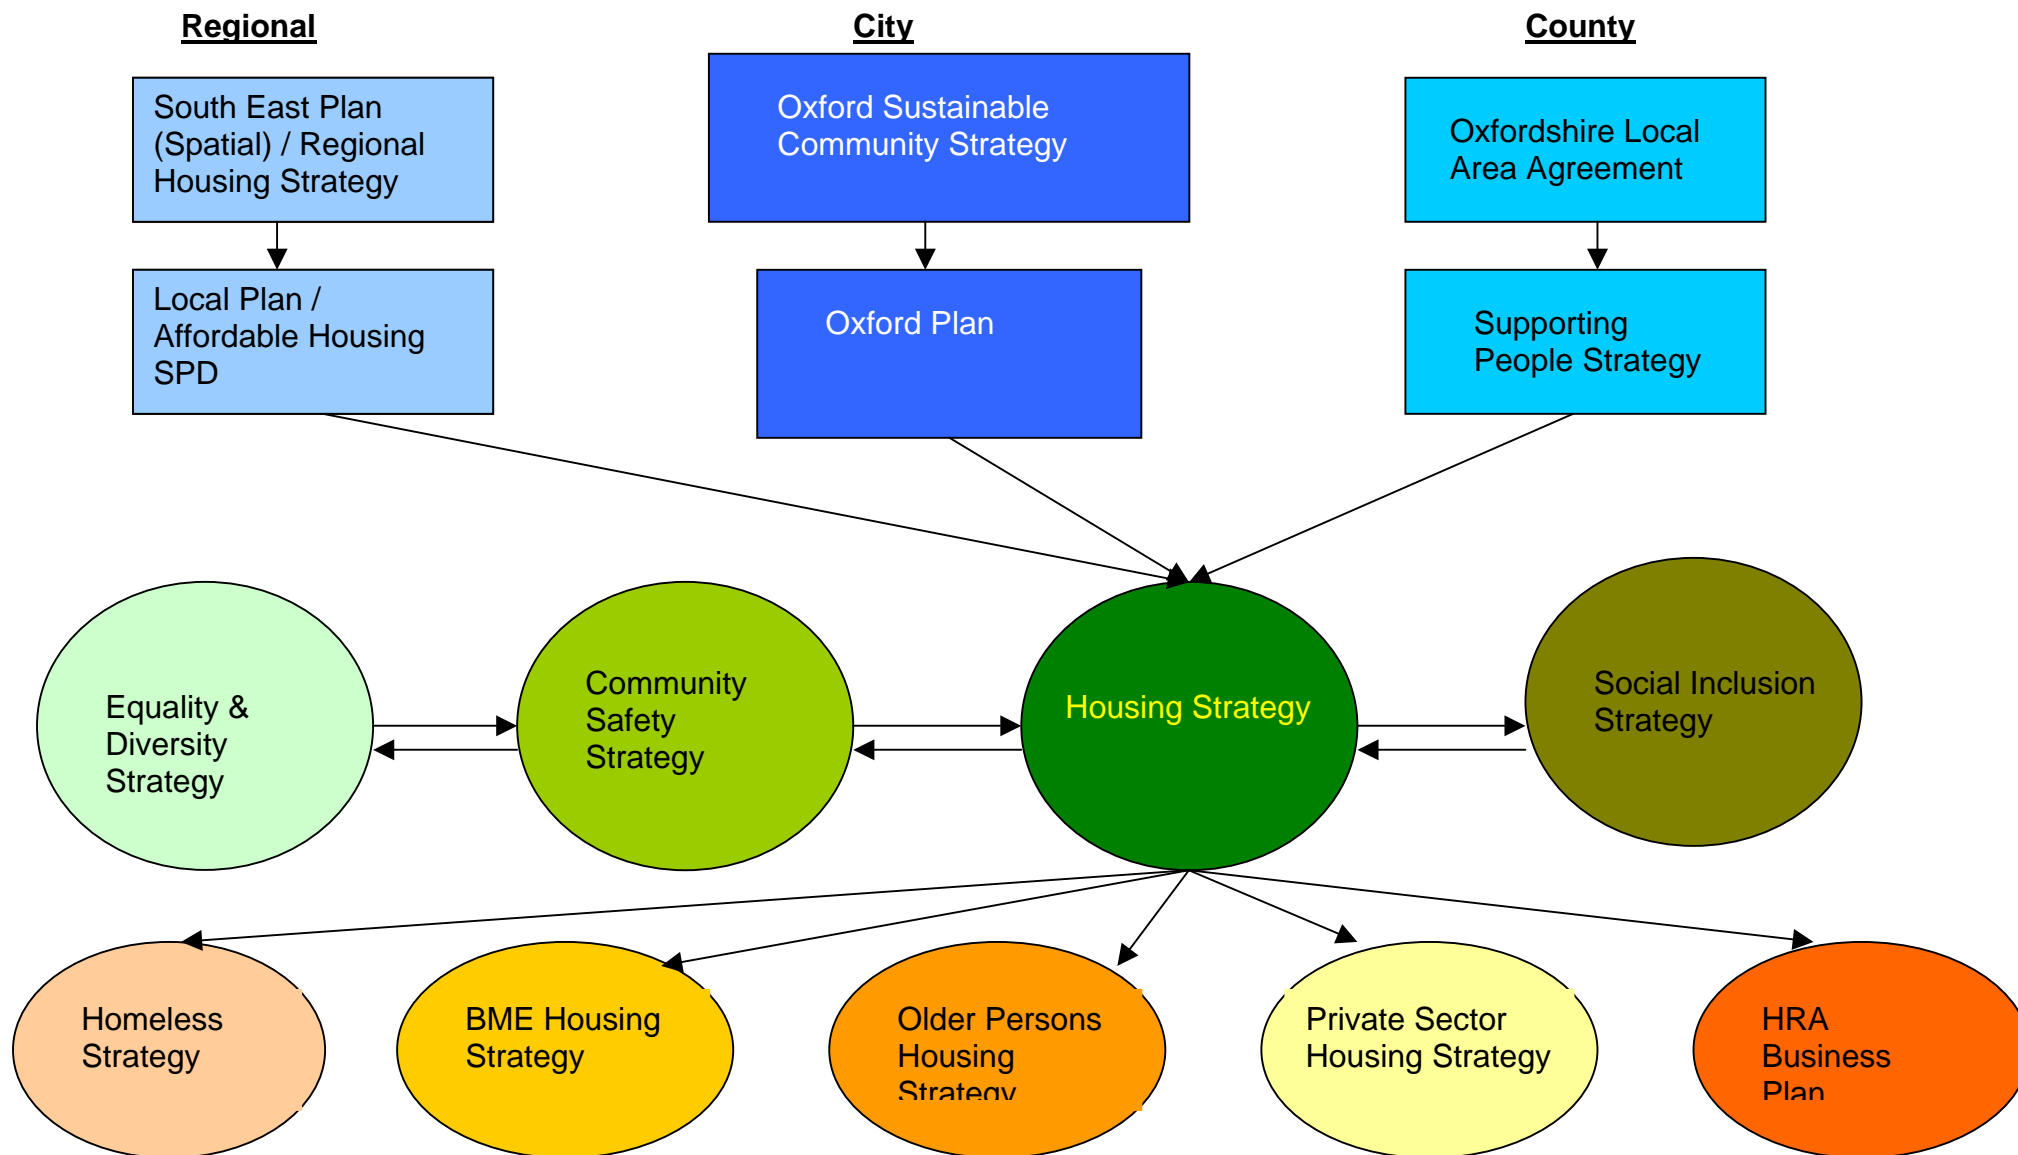 Regional
City
County
South East Plan
(Spatial) / Regional
Housing Strategy
Oxford Sustainable
Community Strategy
Oxfordshire Local
Area Agreement
Local Plan /
Affordable Housing
SPD
Oxford Plan
Supporting
People Strategy
Equality &
Diversity
Strategy
Community
Safety
Strategy
Housing Strategy
Social Inclusion
Strategy
Homeless
Strategy
BME Housing
Strategy
Older Persons
Housing
Strategy
Private Sector
Housing Strategy
HRA
Business
Plan